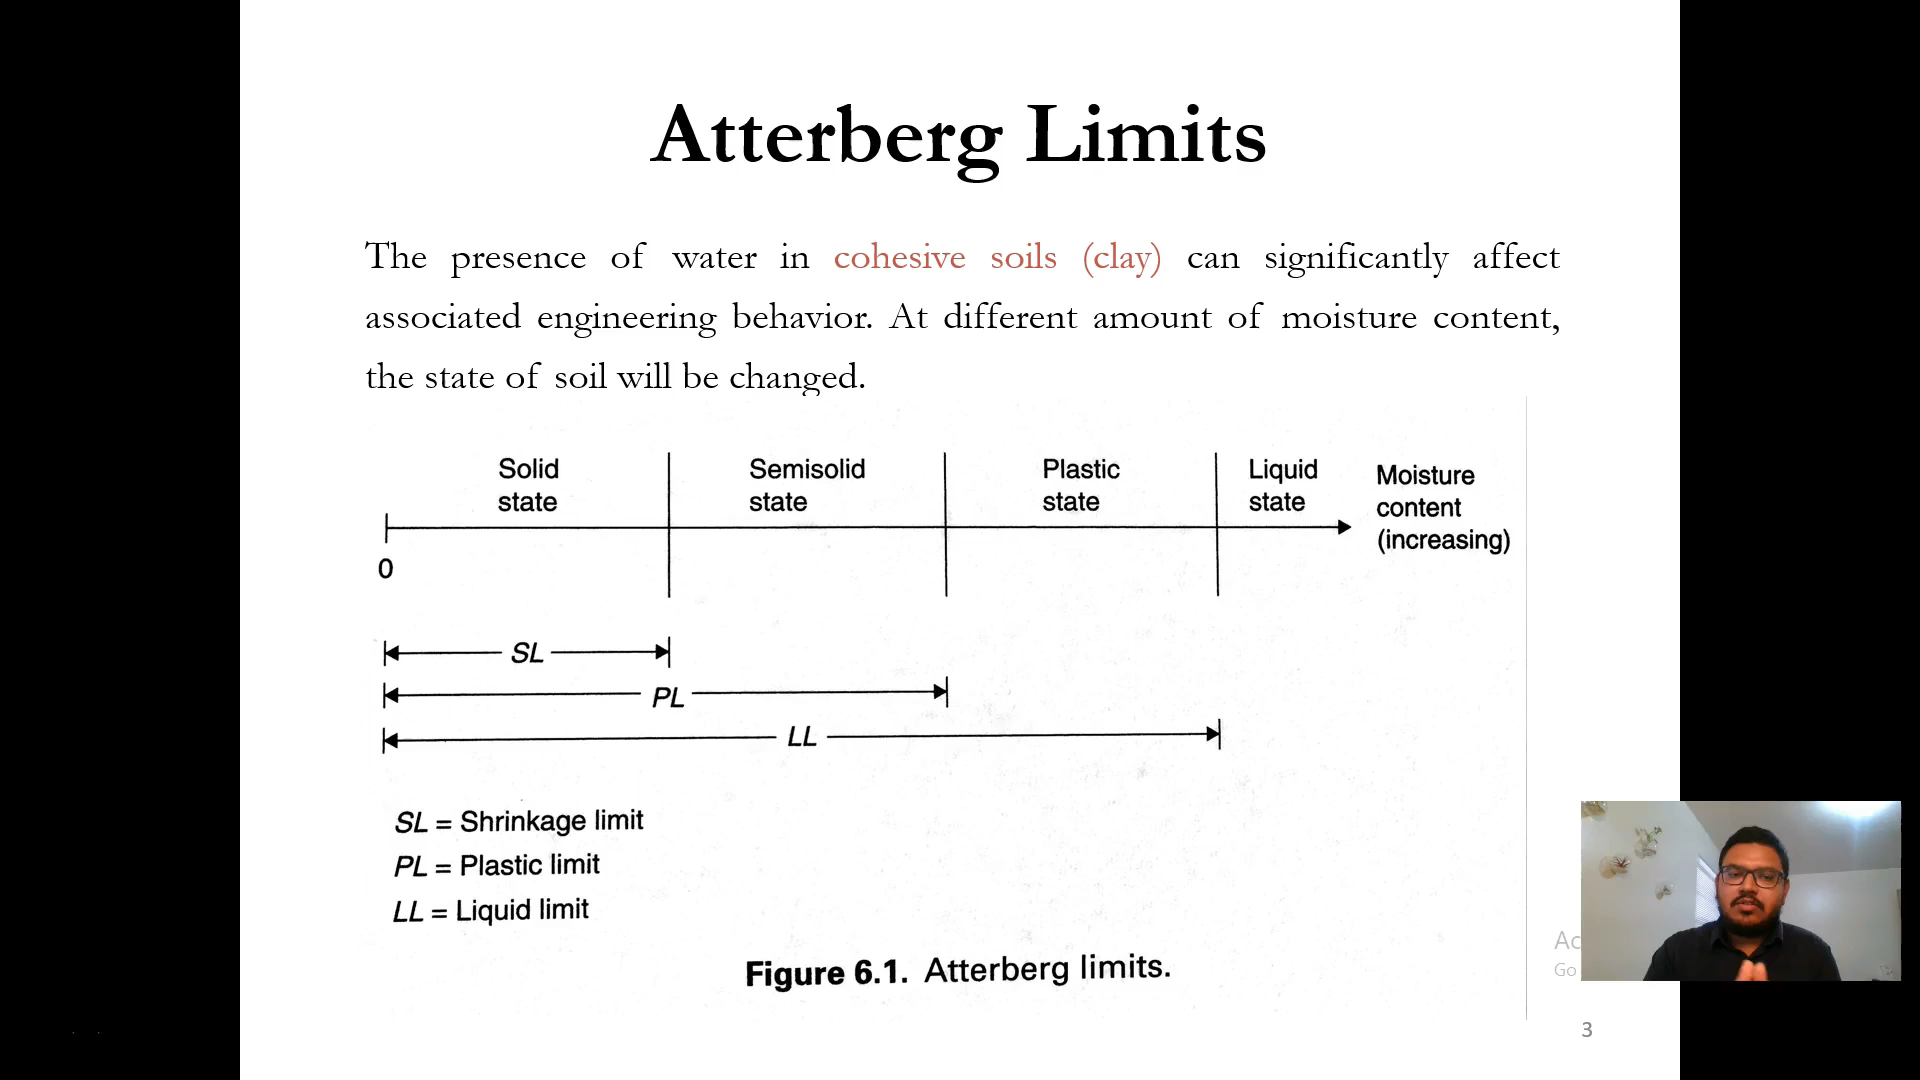 Atterberg Limits
The presence of water in cohesive soils (clay) can significantly affect
associated engineering behavior. At different amount of moisture content,
the state of soil will be changed.
Solid
state
Semisolid
state
Plastic
state
Liquid
state
Moisture
content
(increasing)
0
SL
PL
LL
SL = Shrinkage limit
PL = Plastic limit
LL = Liquid limit
Figure 6.1. Atterberg limits.
Go
3